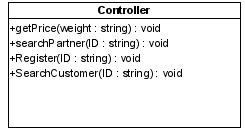 Controller
+getPrice(weight : string) : void
+searchPartner(ID : string) : void
+Register(ID : string) : void
+SearchCustomer(ID : string) : void